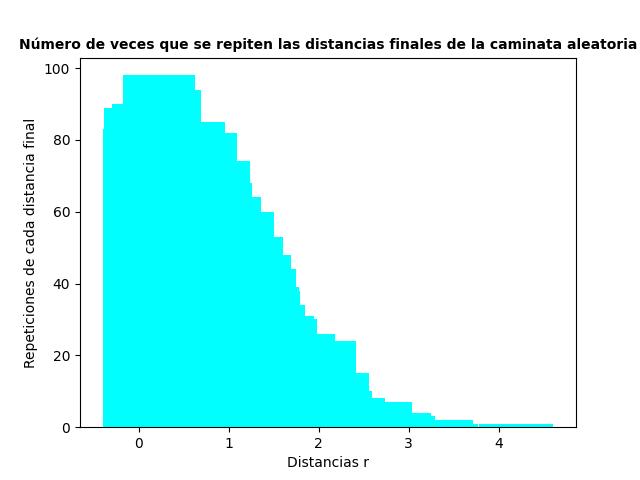 Número de veces que se repiten las distancias finales de la caminata aleatoria
100
80
60
40
20
0
Repeticiones de cada distancia final
0 1 2 3 4
Distancias r